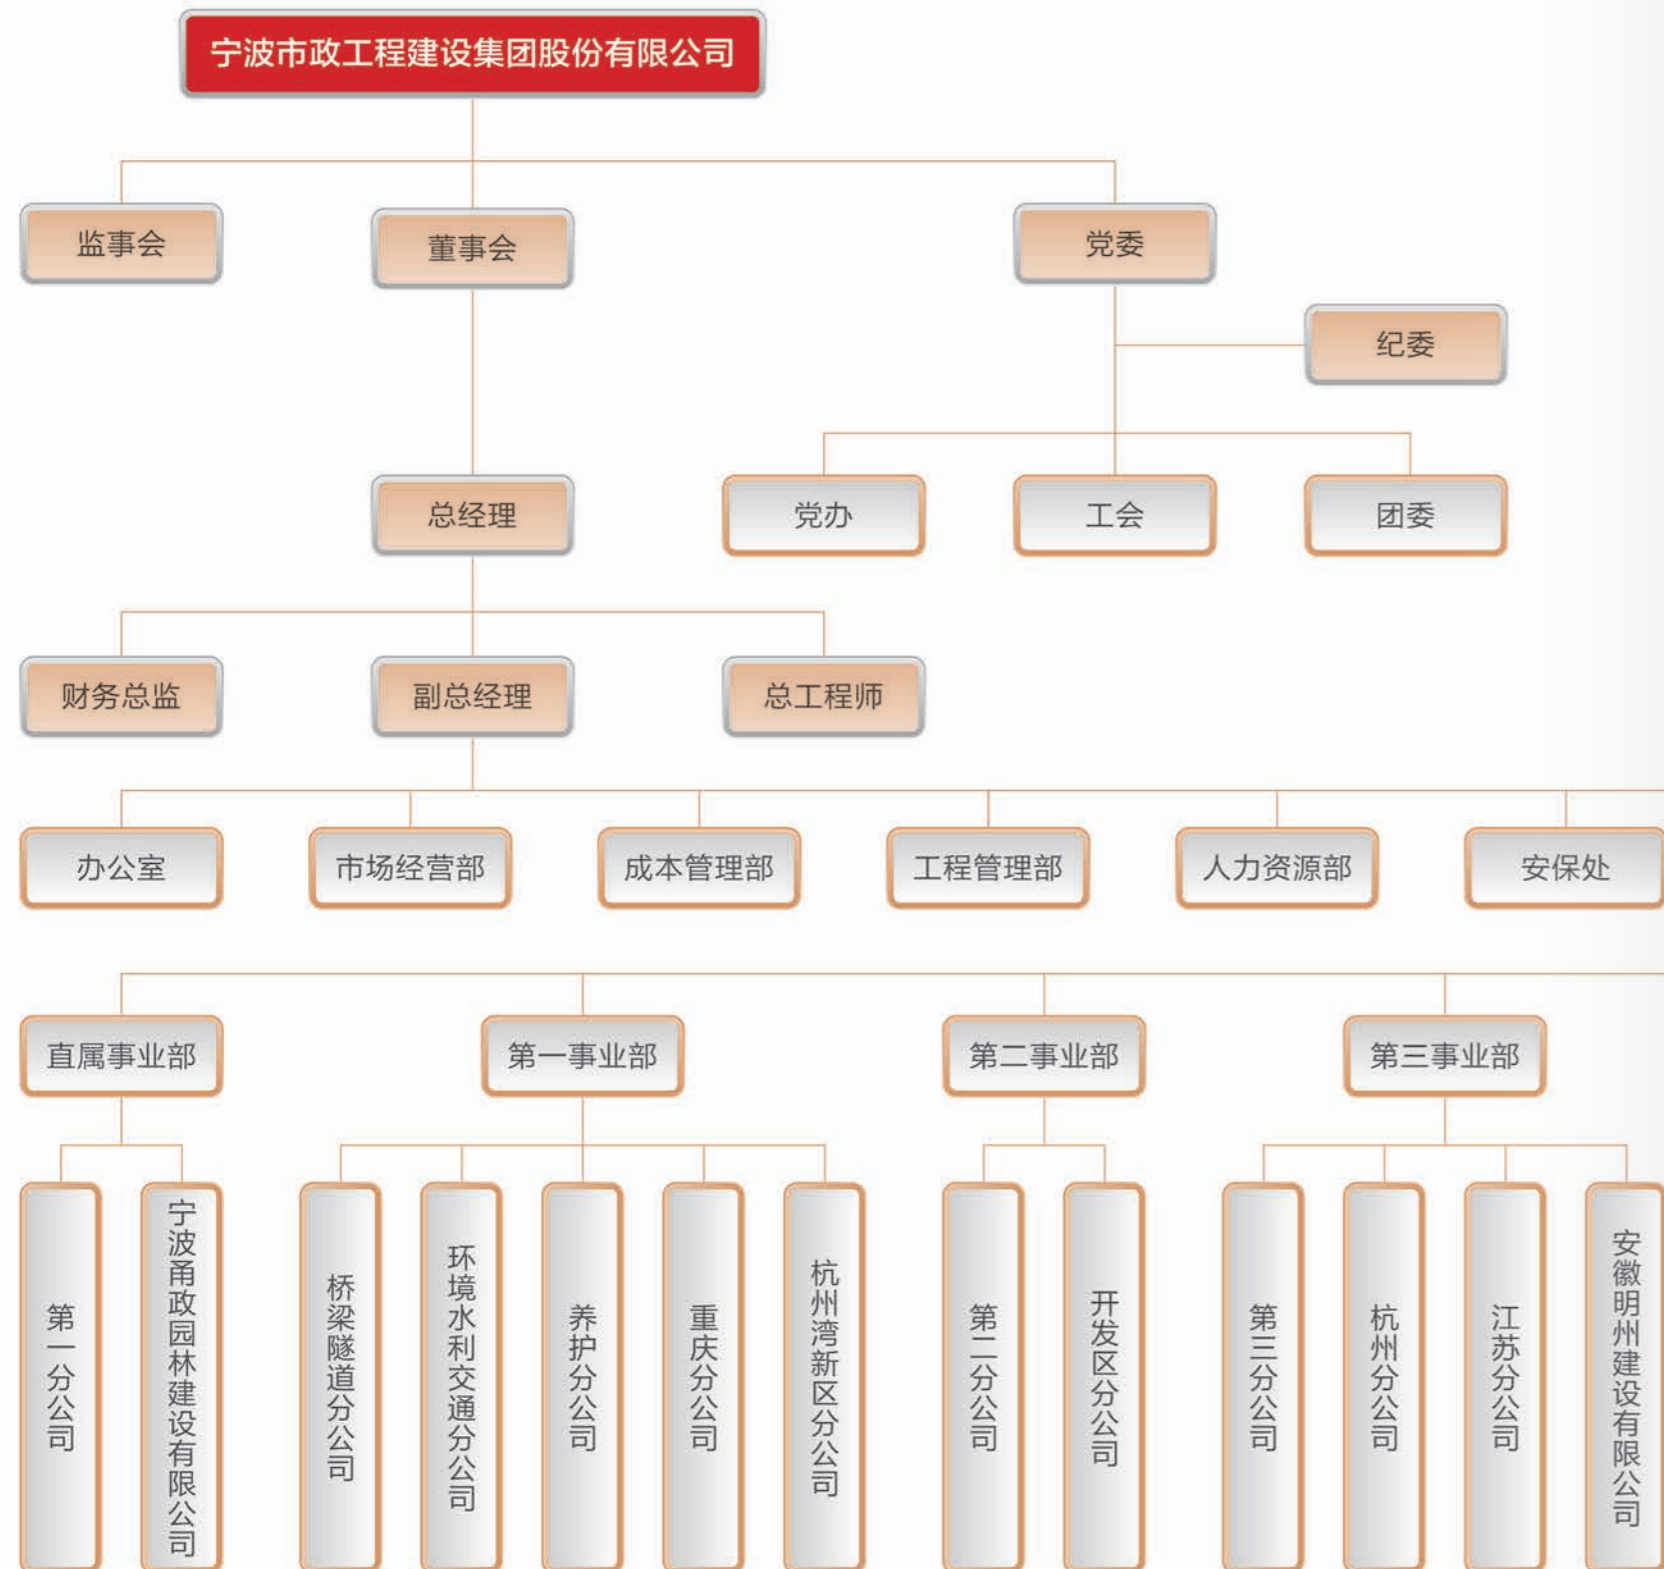 宁波市政工程建设集团股份有限公司
监事会
董事会
党委
纪委
总经理
党办
工会
团委
财务总监
副总经理
总工程师
办公室
市场经营部
成本管理部
工程管理部
人力资源部
安保处
直属事业部
第一事业部
第二事业部
第三事业部
第一分公司
宁波甬政园林建设有限公司
桥梁隧道分公司
环境水利交通分公司
养护分公司
重庆分公司
杭州湾新区分公司
第二分公司
开发区分公司
第三分公司
杭州分公司
江苏分公司
安徽明州建设有限公司